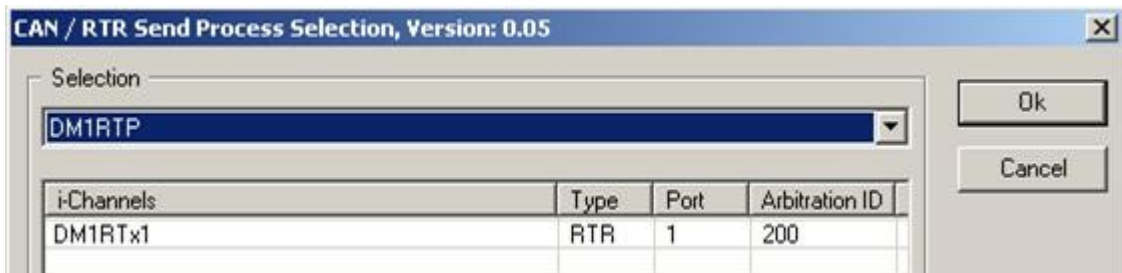 CAN / RTR Send Process Selection, Version: 0.05
Selection
DM1RTP
Ok
Cancel
i-Channels Type Port Arbitration ID
DM1RTx1 RTR 1 200